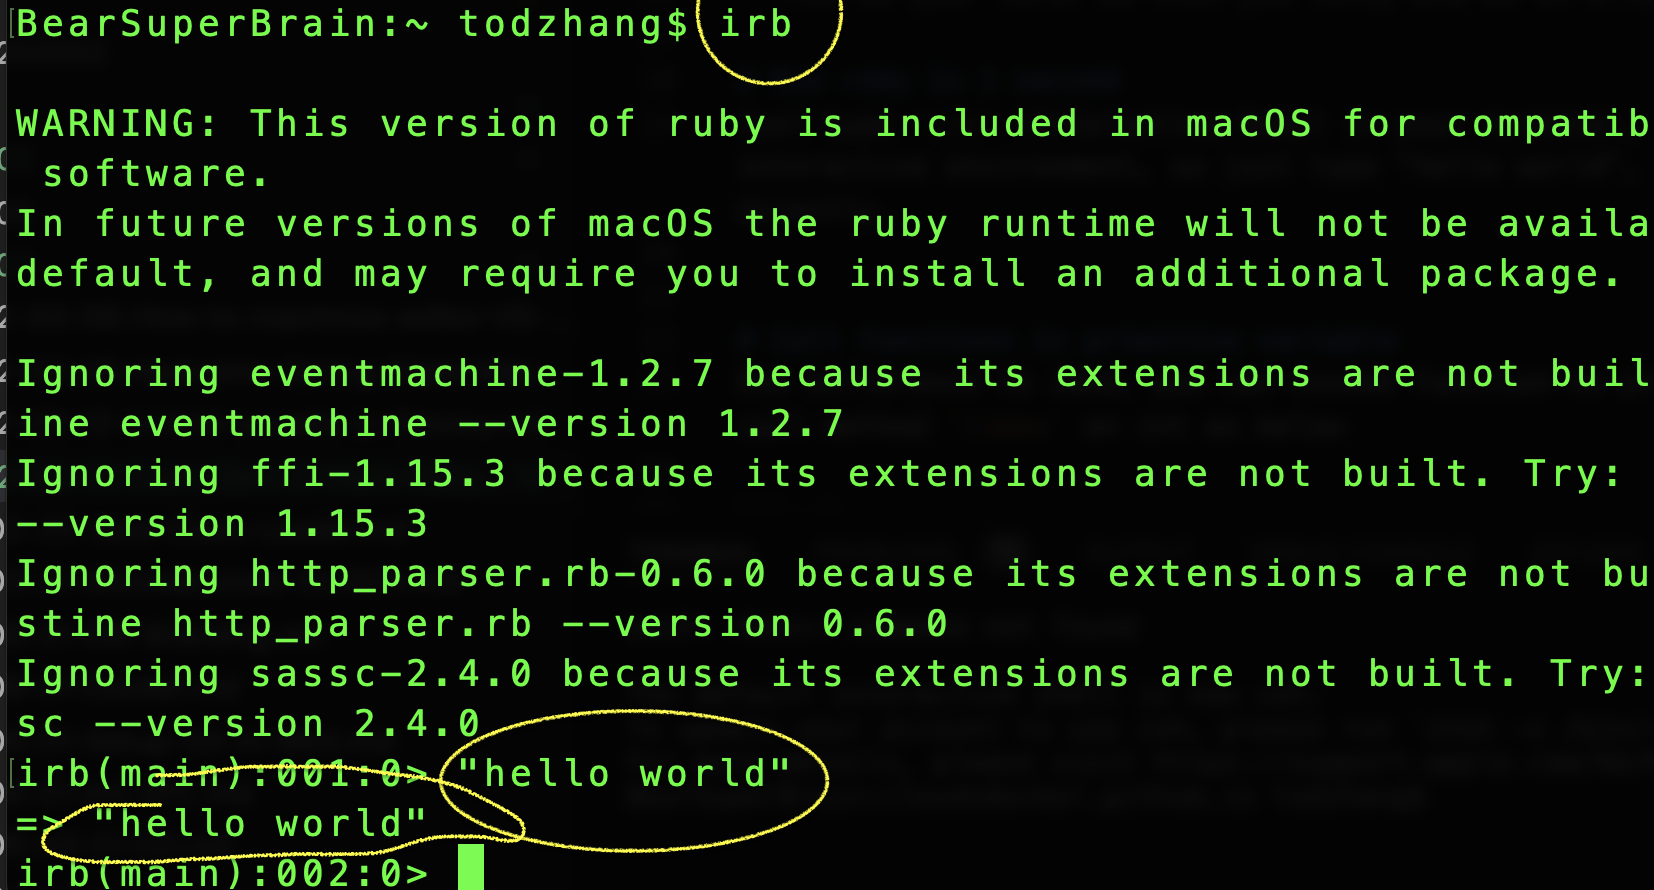 BearSuperBrain:~ todzhang$ irb
WARNING: This version of ruby is included in macOS for compatib
software.
In future versions of macOS the ruby runtime will not be availa
default, and may require you to install an additional package.
Ignoring eventmachine-1.2.7 because its extensions are not buil
ine eventmachine --version 1.2.7
Ignoring ffi-1.15.3 because its extensions are not built. Try:
--version 1.15.3
Ignoring http_parser.rb-0.6.0 because its extensions are not bu
stine http_parser.rb --version 0.6.0
Ignoring sassc-2.4.0 because its extensions are not built. Try:
sc --version 2.4.0
irb(main):001:0> "hello world"
=> "hello world"
irb(main):002:0>